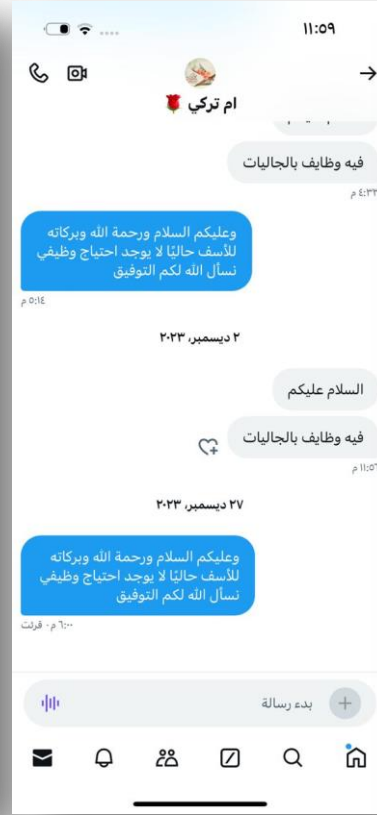 ١١:٥٩
ام تركي 🌹
فيه وظايف بالجاليات
٤:٣٣ م
وعليكم السلام ورحمة الله وبركاته
للأسف حاليًا لا يوجد احتياج وظيفي
نسأل الله لكم التوفيق
٥:١٤ م
٢ ديسمبر، ٢٠٢٣
السلام عليكم
فيه وظايف بالجاليات
١١:٥٦ م
٢٧ ديسمبر، ٢٠٢٣
وعليكم السلام ورحمة الله وبركاته
للأسف حاليًا لا يوجد احتياج وظيفي
نسأل الله لكم التوفيق
٦:٠٠ م · قرئت
بدء رسالة